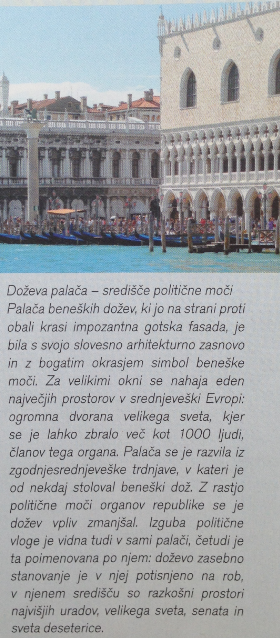 Doževa palača – središče politične moči
Palača beneških dožev, ki jo na strani proti
obali krasi impozantna gotska fasada, je
bila s svojo slovesno arhitekturno zasnovo
in z bogatim okrasjem simbol beneške
moči. Za velikimi okni se nahaja eden
največjih prostorov v srednjeveški Evropi:
ogromna dvorana velikega sveta, kjer
se je lahko zbralo več kot 1000 ljudi,
članov tega organa. Palača se je razvila iz
zgodnjesrednjeveške trdnjave, v kateri je
od nekdaj stoloval beneški dož. Z rastjo
politične moči organov republike se je
dožev vpliv zmanjšal. Izguba politične
vloge je vidna tudi v sami palači, četudi je
ta poimenovana po njem: doževo zasebno
stanovanje je v njej potisnjeno na rob,
v njenem središču so razkošni prostori
najvišjih uradov, velikega sveta, senata in
sveta deseterice.